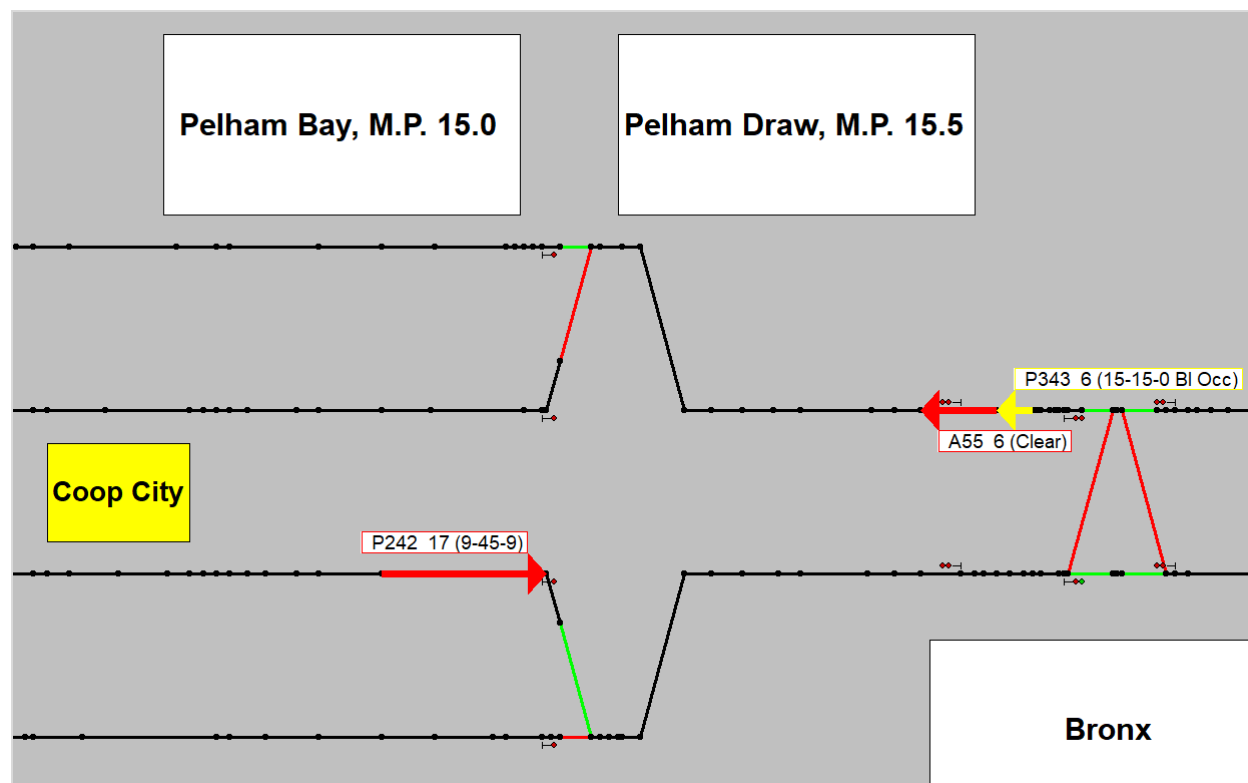 Pelham Bay, M.P. 15.0
Pelham Draw, M.P. 15.5
P343 6 (15-15-0 Bl Occ)
A55 6 (Clear)
Coop City
P242 17 (9-45-9)
Bronx